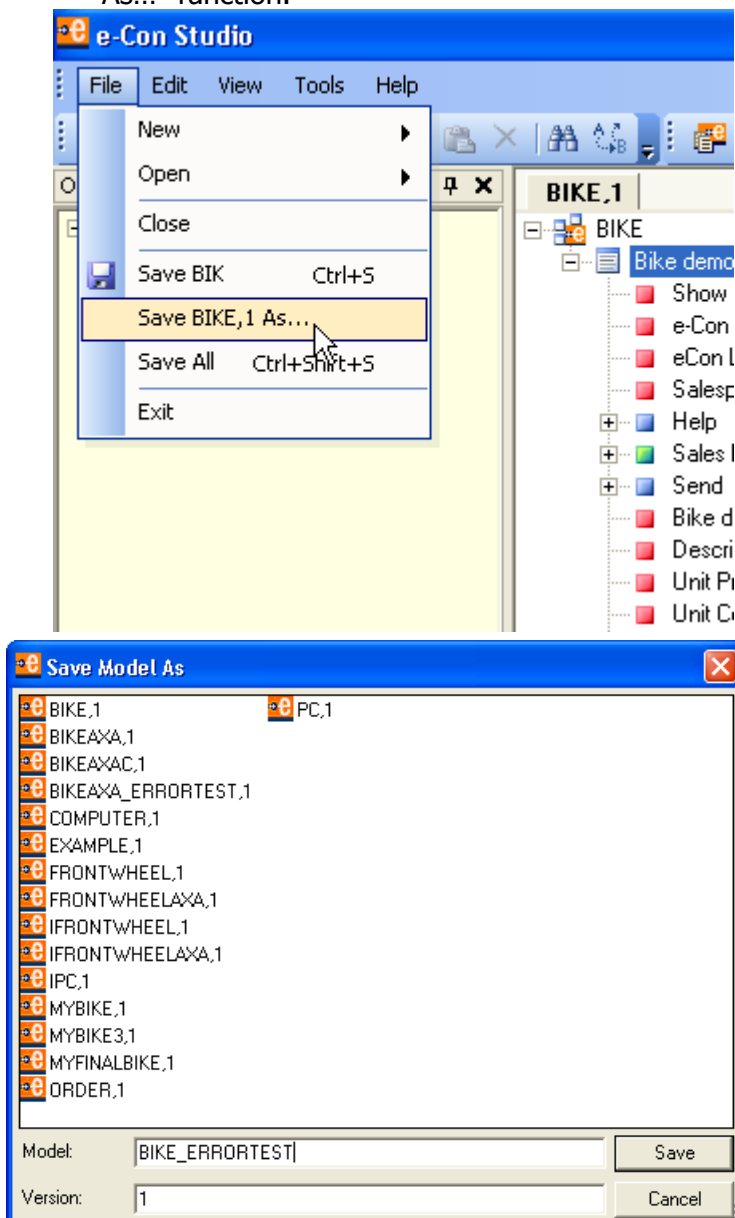 As..." function.
e-Con Studio
File Edit View Tools Help
New
Open
Close
Save BIK Ctrl+S
Save BIKE,1 As...
Save All Ctrl+Shift+S
Exit
BIKE,1
BIKE
Bike demo
Show
e-Con
eCon L
Salesp
Help
Sales
Send
Bike d
Descri
Unit Pr
Unit Co
Save Model As
BIKE,1 PC,1
BIKEAXA,1
BIKEAXAC,1
BIKEAXA_ERRORTEST,1
COMPUTER,1
EXAMPLE,1
FRONTWHEEL,1
FRONTWHEELAXA,1
IFRONTWHEEL,1
IFRONTWHEELAXA,1
IPC,1
MYBIKE,1
MYBIKE3,1
MYFINALBIKE,1
ORDER,1
Model: BIKE_ERRORTEST Save
Version: 1 Cancel